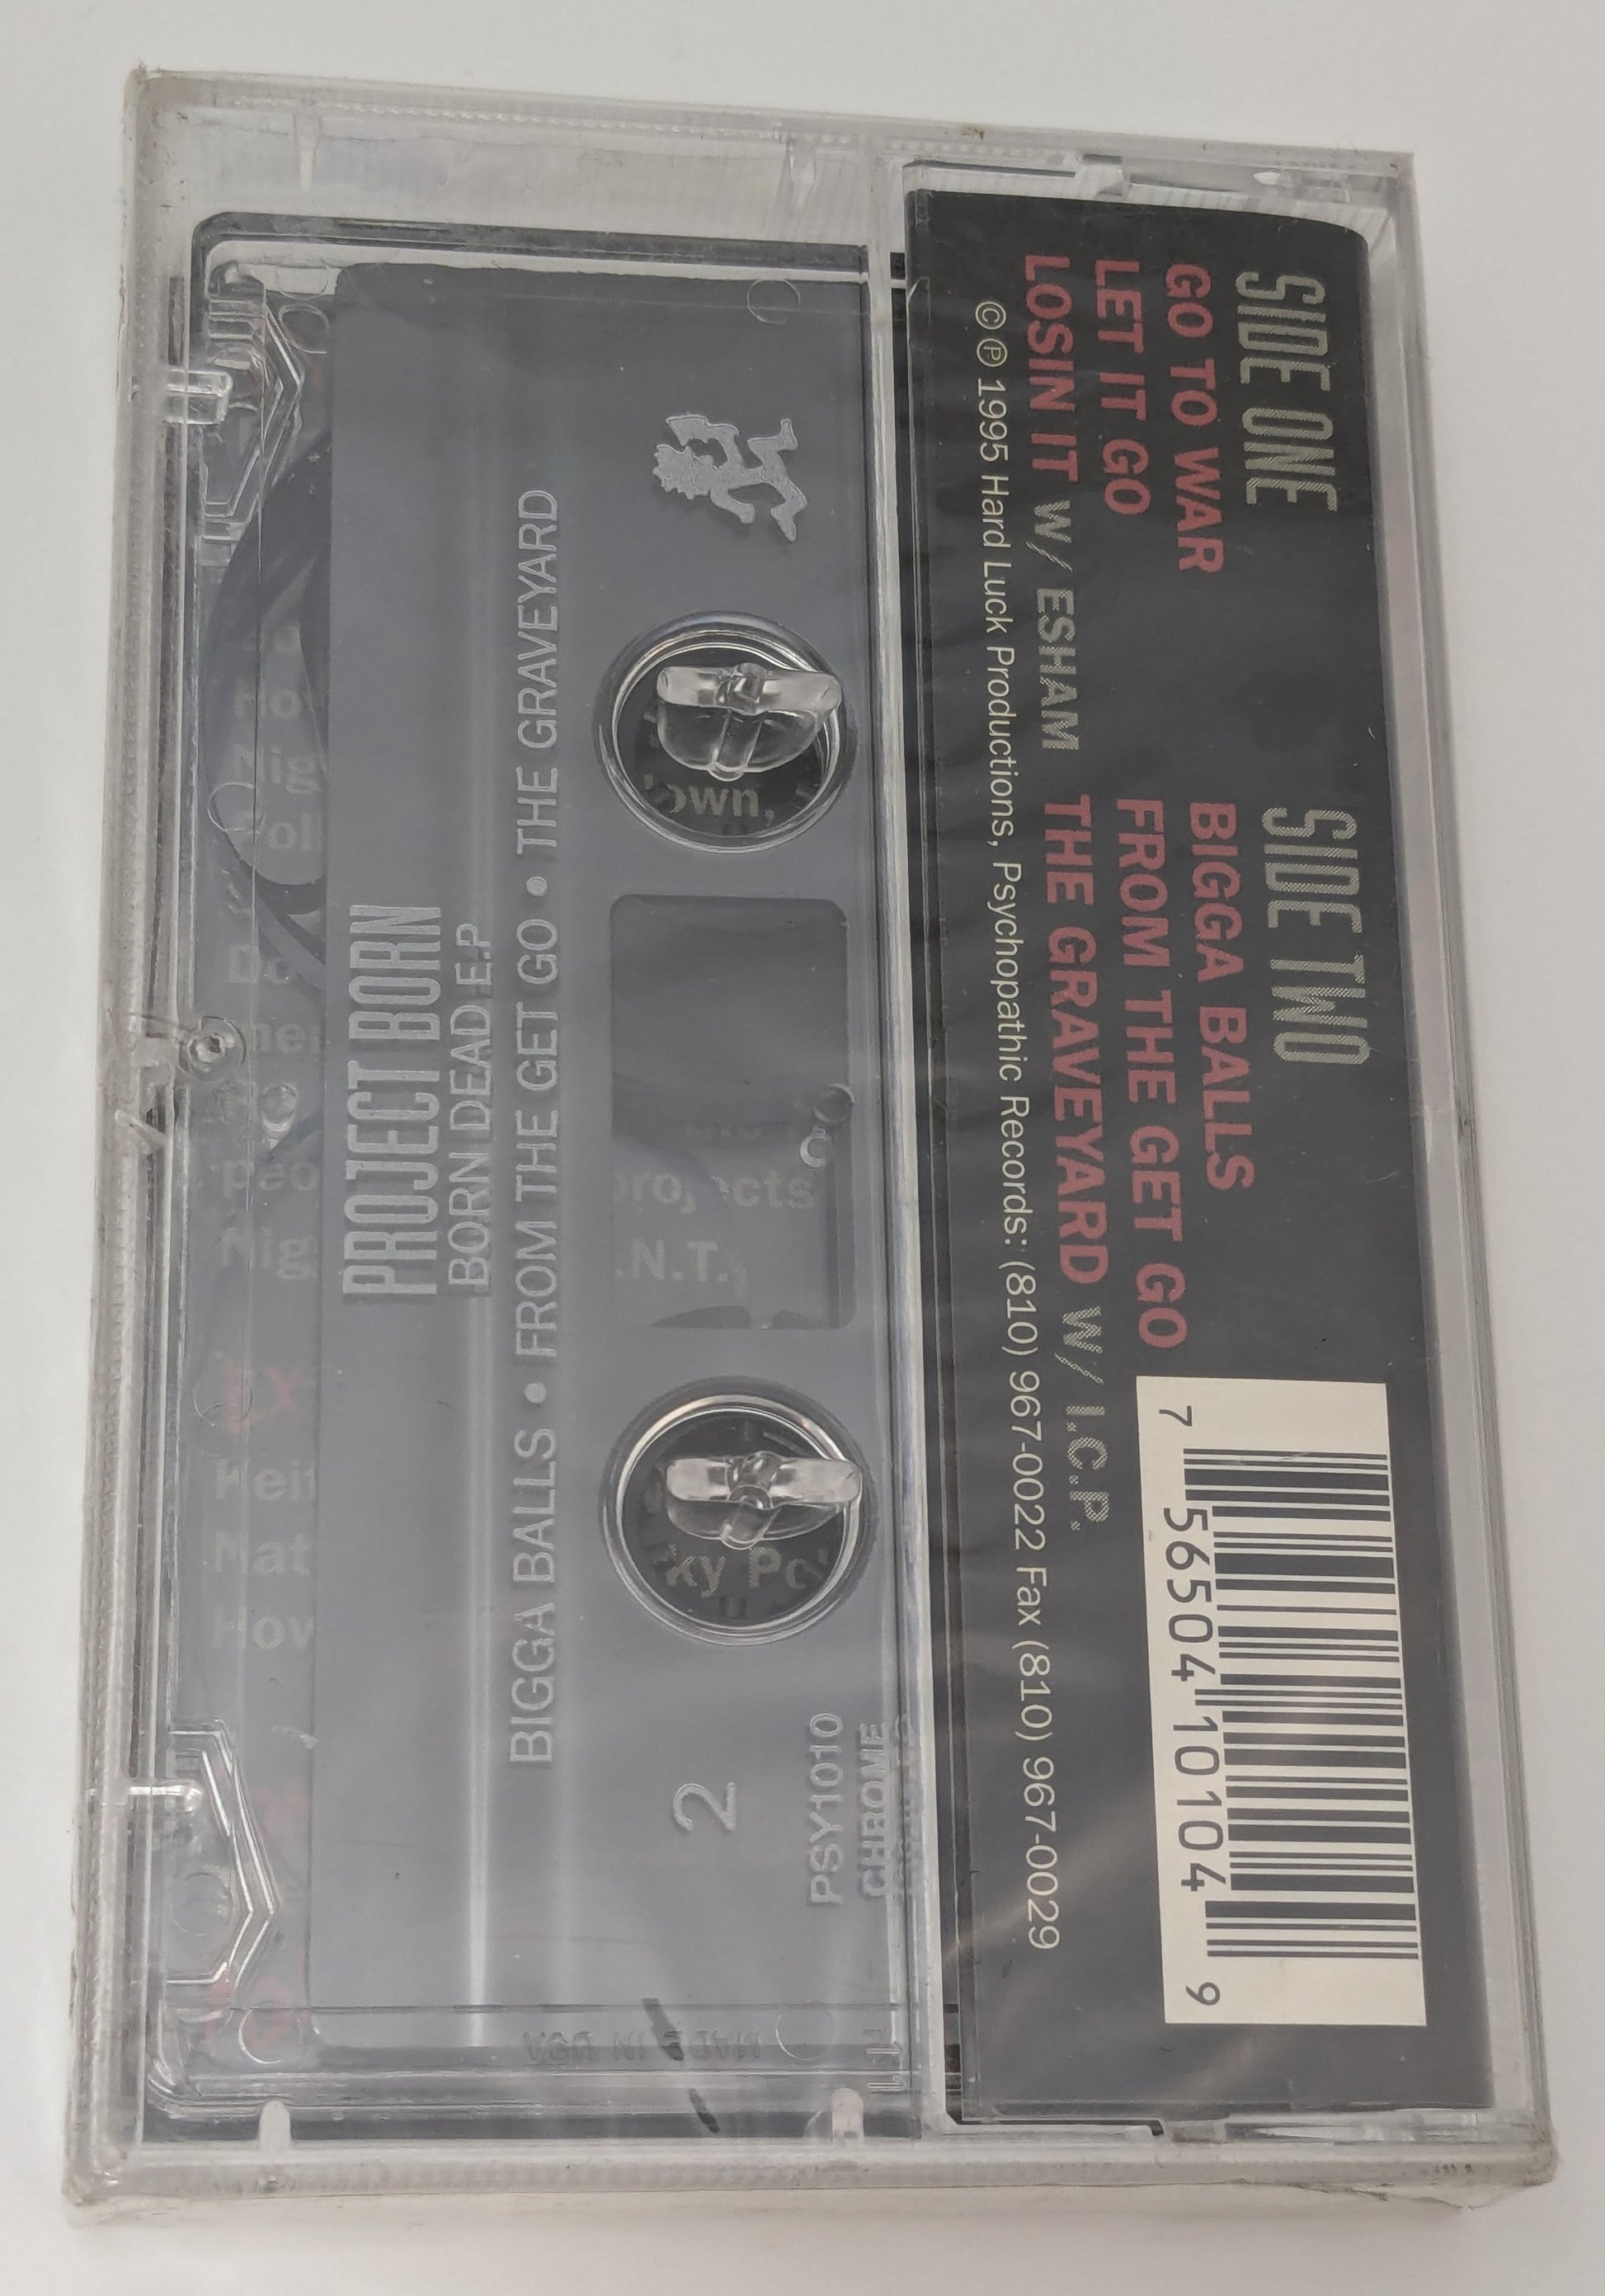 SIDE ONE
GO TO WAR
LET IT GO
LOSIN IT W/ ESHAM
SIDE TWO
BIGGA BALLS
FROM THE GET GO
THE GRAVEYARD W/ I.C.P.
©℗ 1995 Hard Luck Productions, Psychopathic Records: (810) 967-0022 Fax (810) 967-0029
7 56504 10104 9
PROJECT BORN
BORN DEAD E.P
BIGGA BALLS • FROM THE GET GO • THE GRAVEYARD
2
PSY1010
CHROME
MADE IN USA
own,
projects
.N.T.